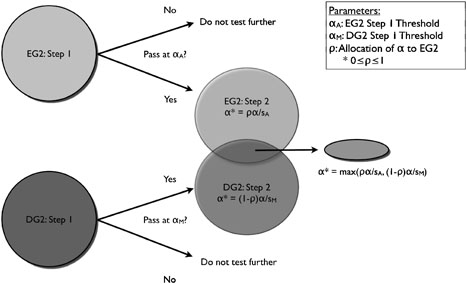 No
Do not test further
EG2: Step 1
Pass at αA?
Yes
EG2: Step 2
α* = ρα/sA
Parameters:
αA: EG2 Step 1 Threshold
αM: DG2 Step 1 Threshold
ρ: Allocation of α to EG2
* 0≤ρ≤1
α* = max(ρα/sA, (1-ρ)α/sM)
Yes
DG2: Step 2
α* = (1-ρ)α/sM
DG2: Step 1
Pass at αM?
Do not test further
No